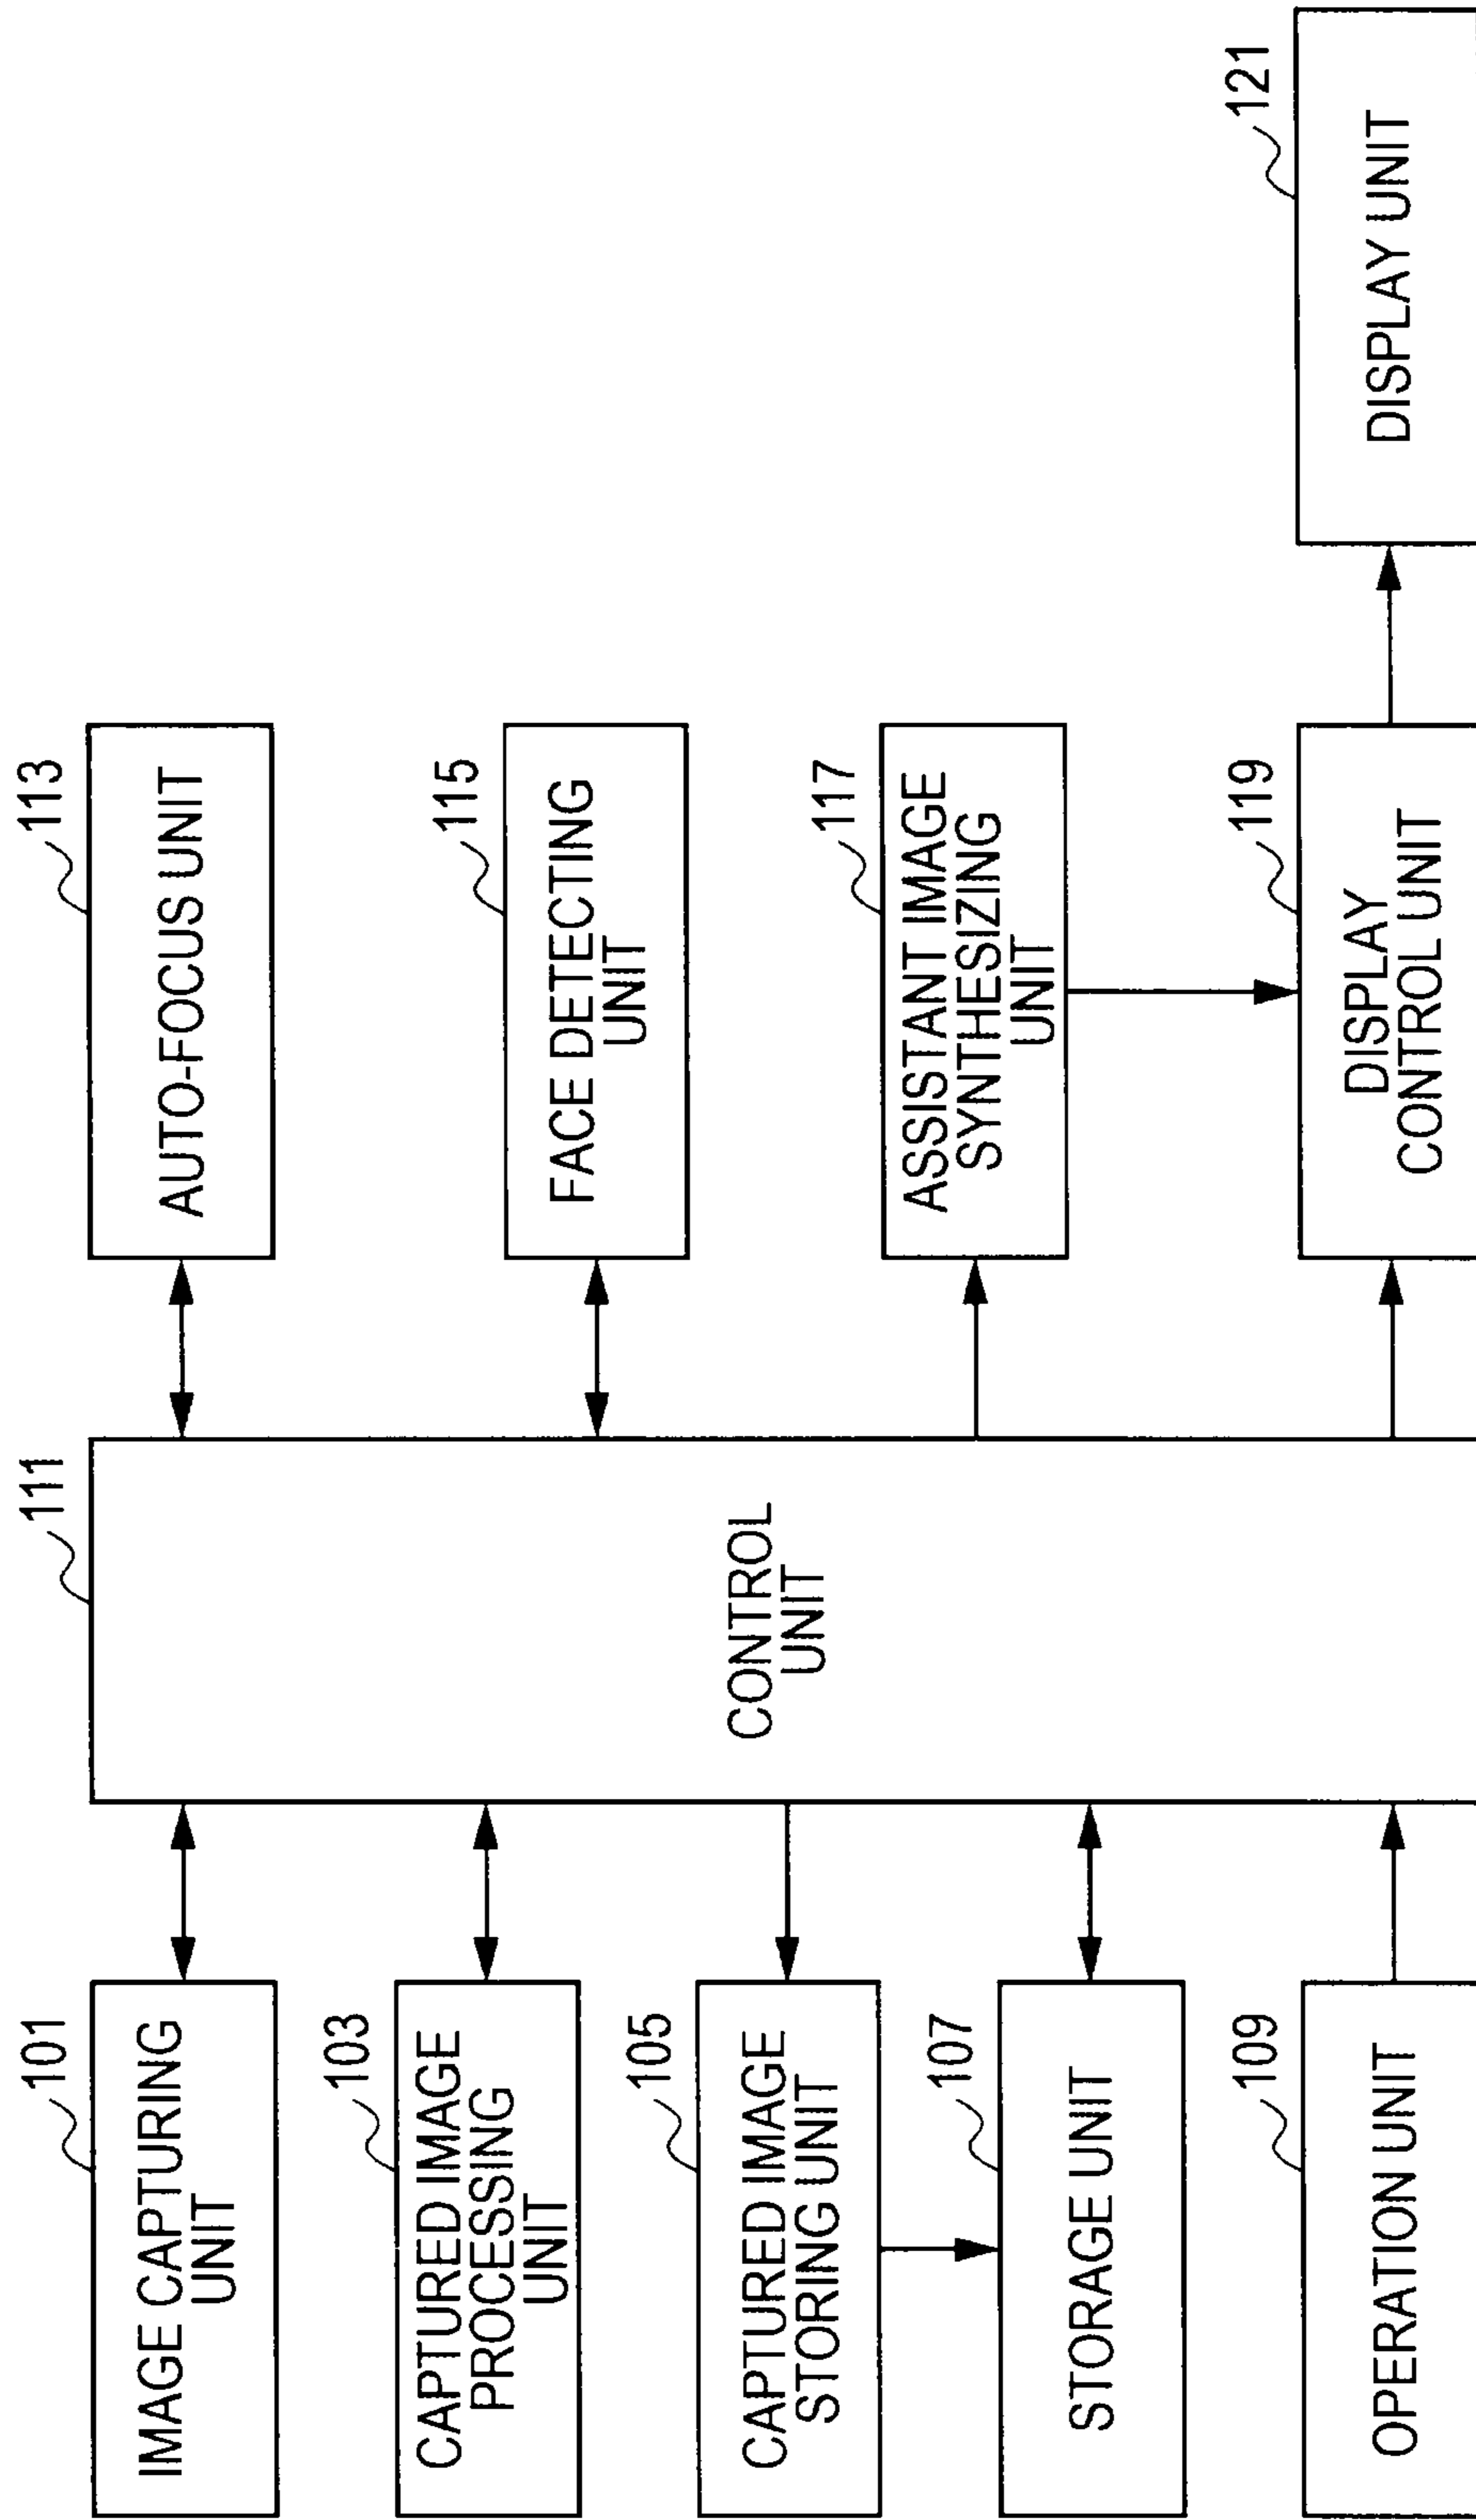 101
IMAGE CAPTURING
UNIT
103
CAPTURED IMAGE
PROCESSING
UNIT
105
CAPTURED IMAGE
STORING UNIT
107
STORAGE UNIT
109
OPERATION UNIT
111
CONTROL
UNIT
113
AUTO-FOCUS UNIT
115
FACE DETECTING
UNIT
117
ASSISTANT IMAGE
SYNTHESIZING
UNIT
119
DISPLAY
CONTROL UNIT
121
DISPLAY UNIT